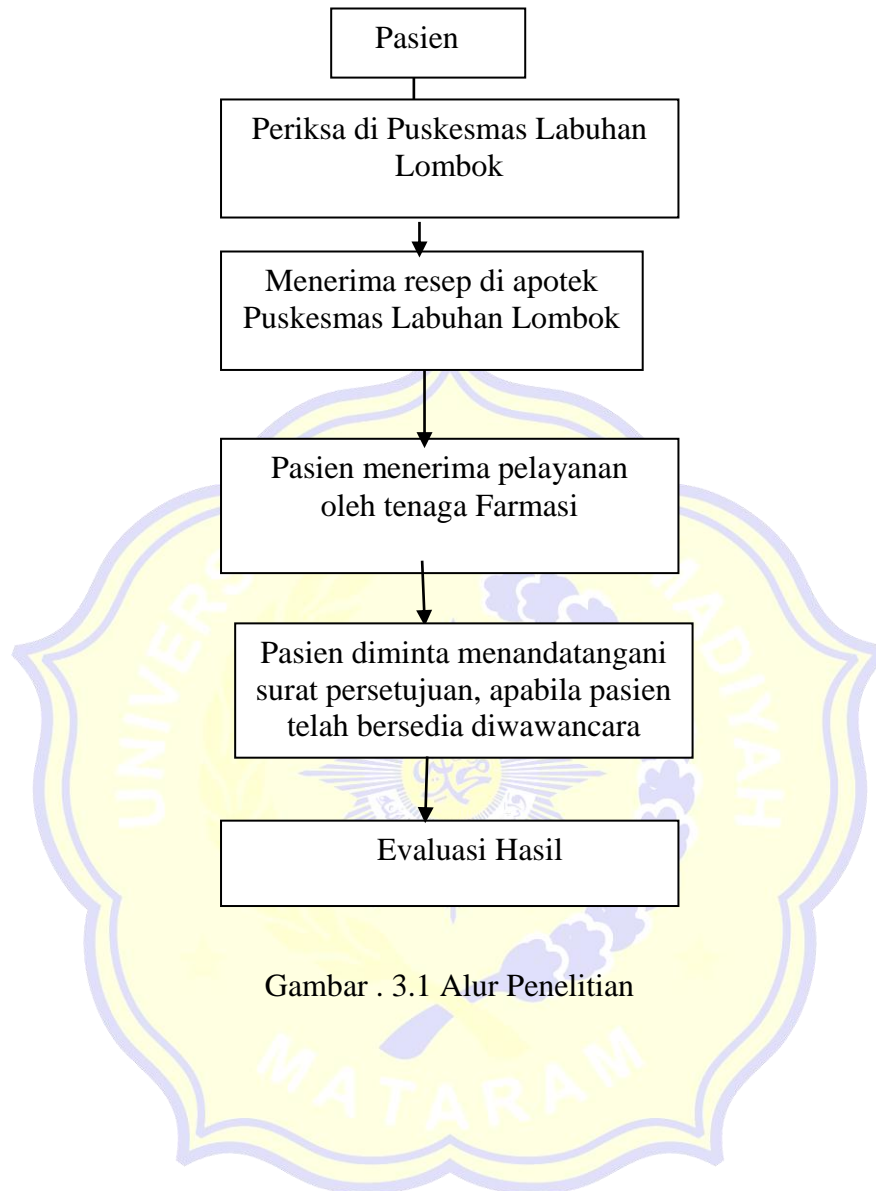 Pasien
Periksa di Puskesmas Labuhan
Lombok
Menerima resep di apotek
Puskesmas Labuhan Lombok
Pasien menerima pelayanan
oleh tenaga Farmasi
Pasien diminta menandatangani
surat persetujuan, apabila pasien
telah bersedia diwawancara
Evaluasi Hasil
Gambar . 3.1 Alur Penelitian
MATARAM